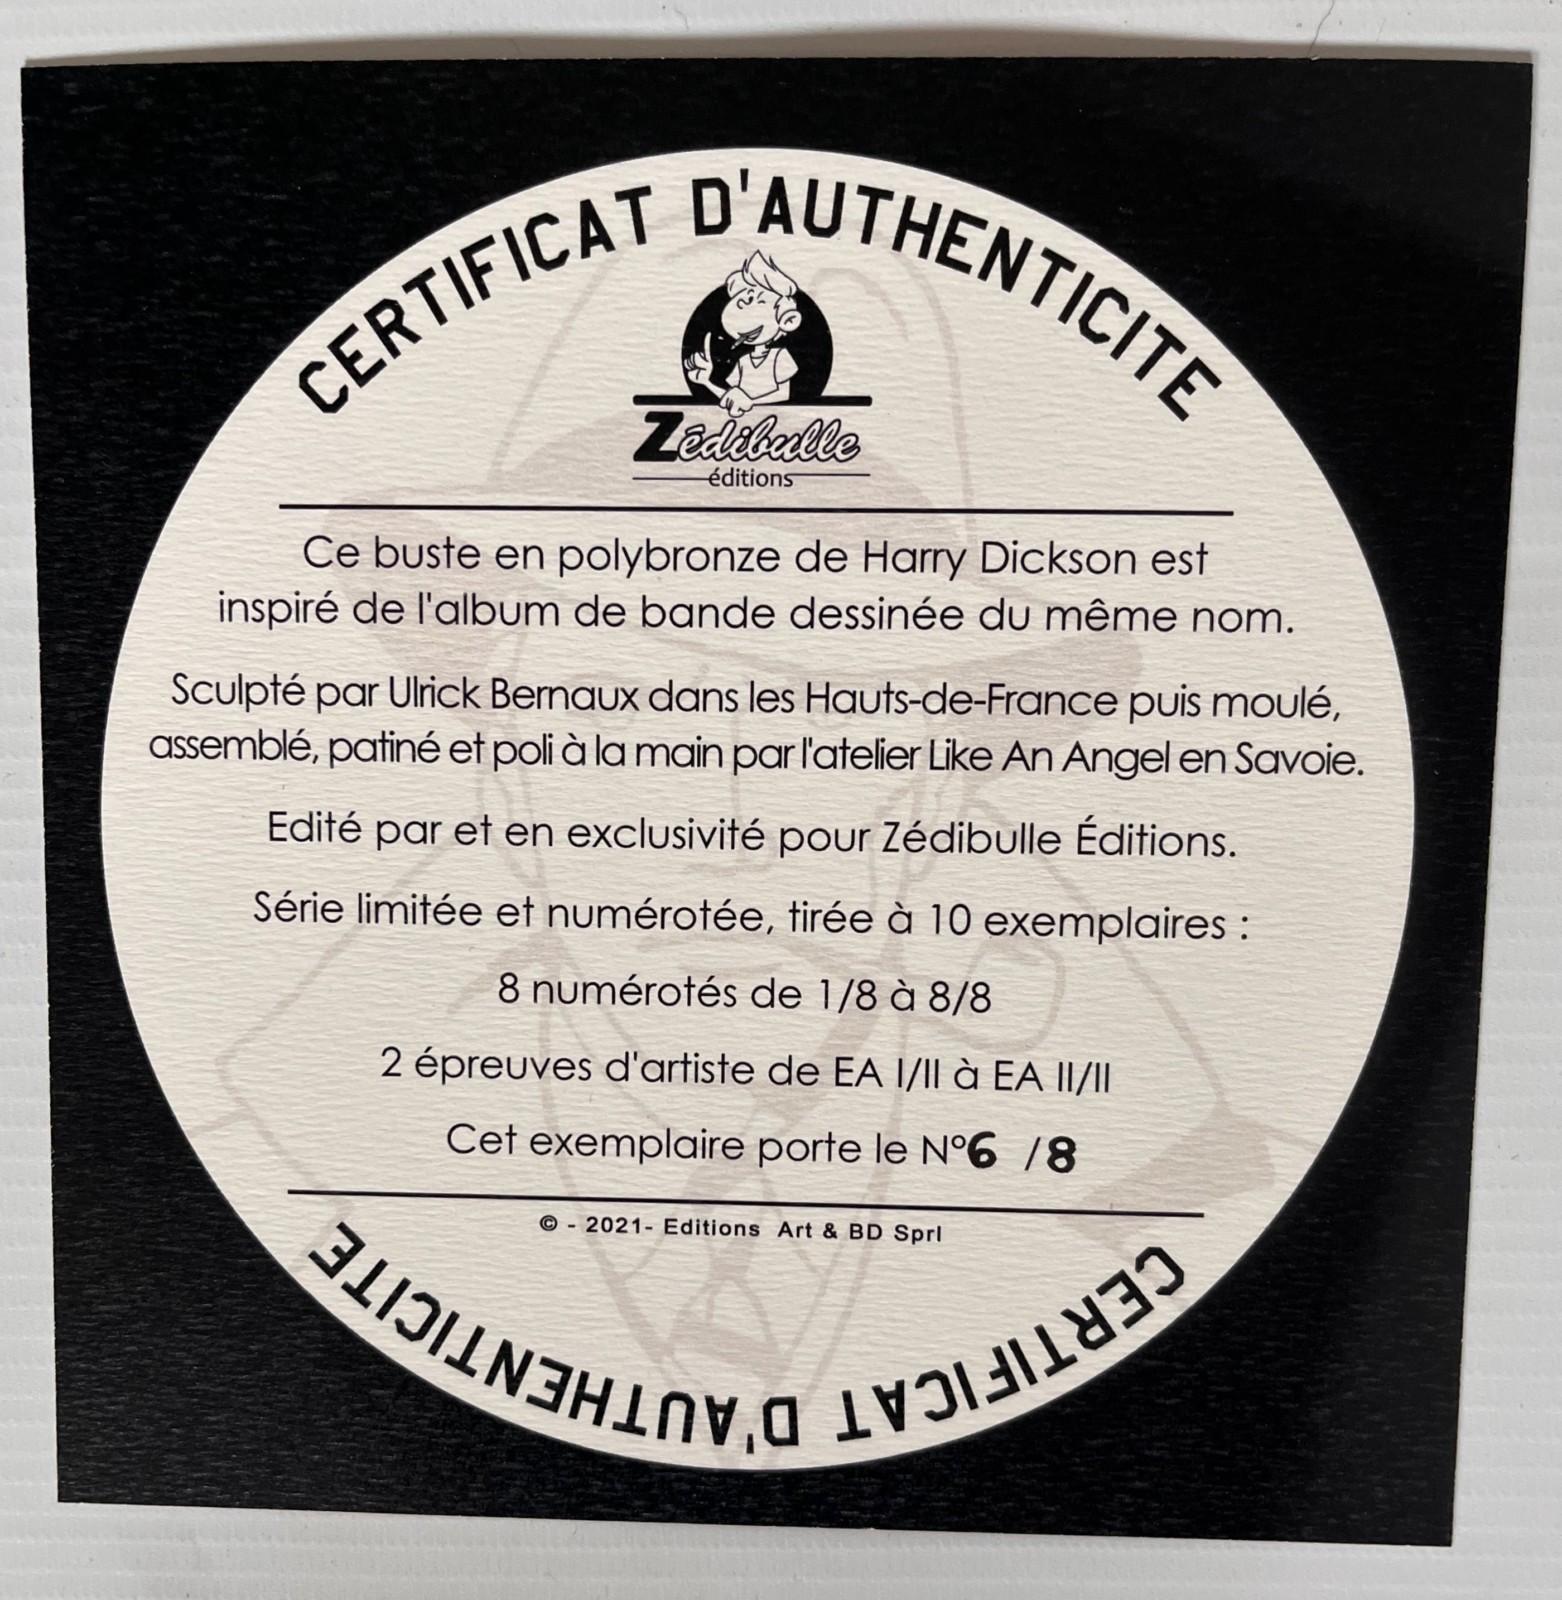 CERTIFICAT D'AUTHENTICITE
Zédibulle
éditions
Ce buste en polybronze de Harry Dickson est
inspiré de l'album de bande dessinée du même nom.
Sculpté par Ulrick Bernaux dans les Hauts-de-France puis moulé,
assemblé, patiné et poli à la main par l'atelier Like An Angel en Savoie.
Edité par et en exclusivité pour Zédibulle Éditions.
Série limitée et numérotée, tirée à 10 exemplaires :
8 numérotés de 1/8 à 8/8
2 épreuves d'artiste de EA I/II à EA II/II
Cet exemplaire porte le N°6 /8
© - 2021- Editions Art & BD Sprl
CERTIFICAT D'AUTHENTICITE